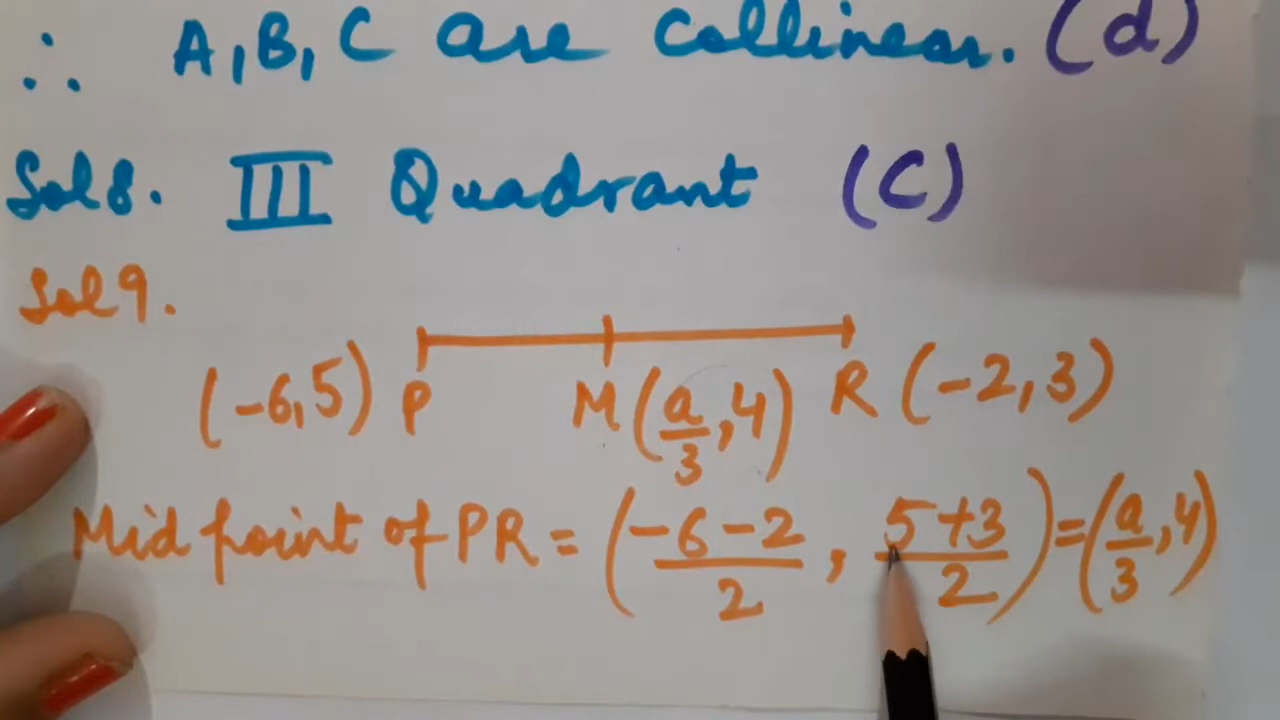 ∴ A, B, C are collinear. (d)
Sol 8. III Quadrant (C)
Sol 9.
(-6, 5) P M (a/3, 4) R (-2, 3)
Mid point of PR = (-6-2/2, 5+3/2) = (a/3, 4)